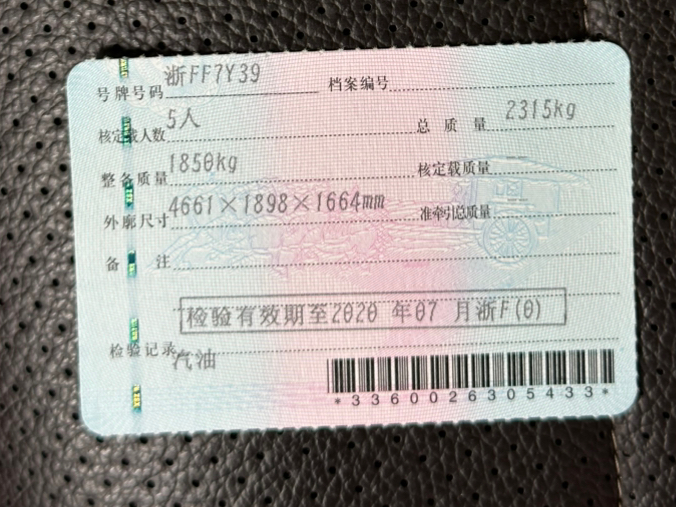 号牌号码 浙FF7Y39 档案编号
核定载人数 5人 总质量 2315kg
整备质量 1850kg 核定载质量
外廓尺寸 4661×1898×1664mm 准牵引总质量
备注
检验有效期至2020年07月浙F(0)
检验记录 汽油
*3360026305433*